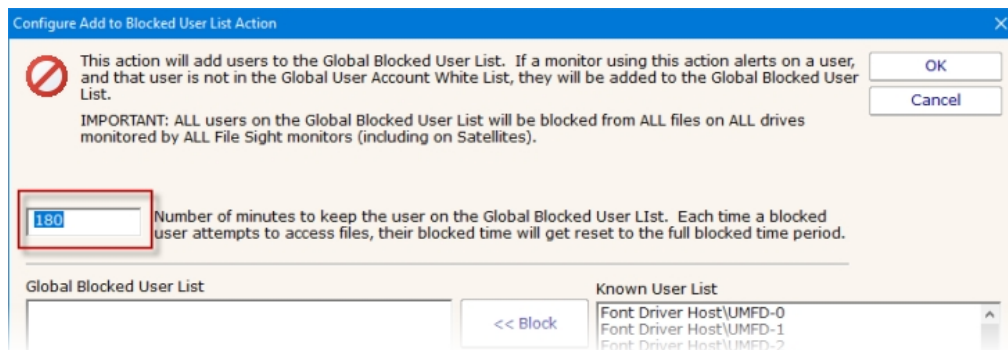 Configure Add to Blocked User List Action
This action will add users to the Global Blocked User List. If a monitor using this action alerts on a user,
and that user is not in the Global User Account White List, they will be added to the Global Blocked User
List.
OK
Cancel
IMPORTANT: ALL users on the Global Blocked User List will be blocked from ALL files on ALL drives
monitored by ALL File Sight monitors (including on Satellites).
180
Number of minutes to keep the user on the Global Blocked User LIst. Each time a blocked
user attempts to access files, their blocked time will get reset to the full blocked time period.
Global Blocked User List
<< Block
Known User List
Font Driver Host\UMFD-0
Font Driver Host\UMFD-1
Font Driver Host\UMFD-2